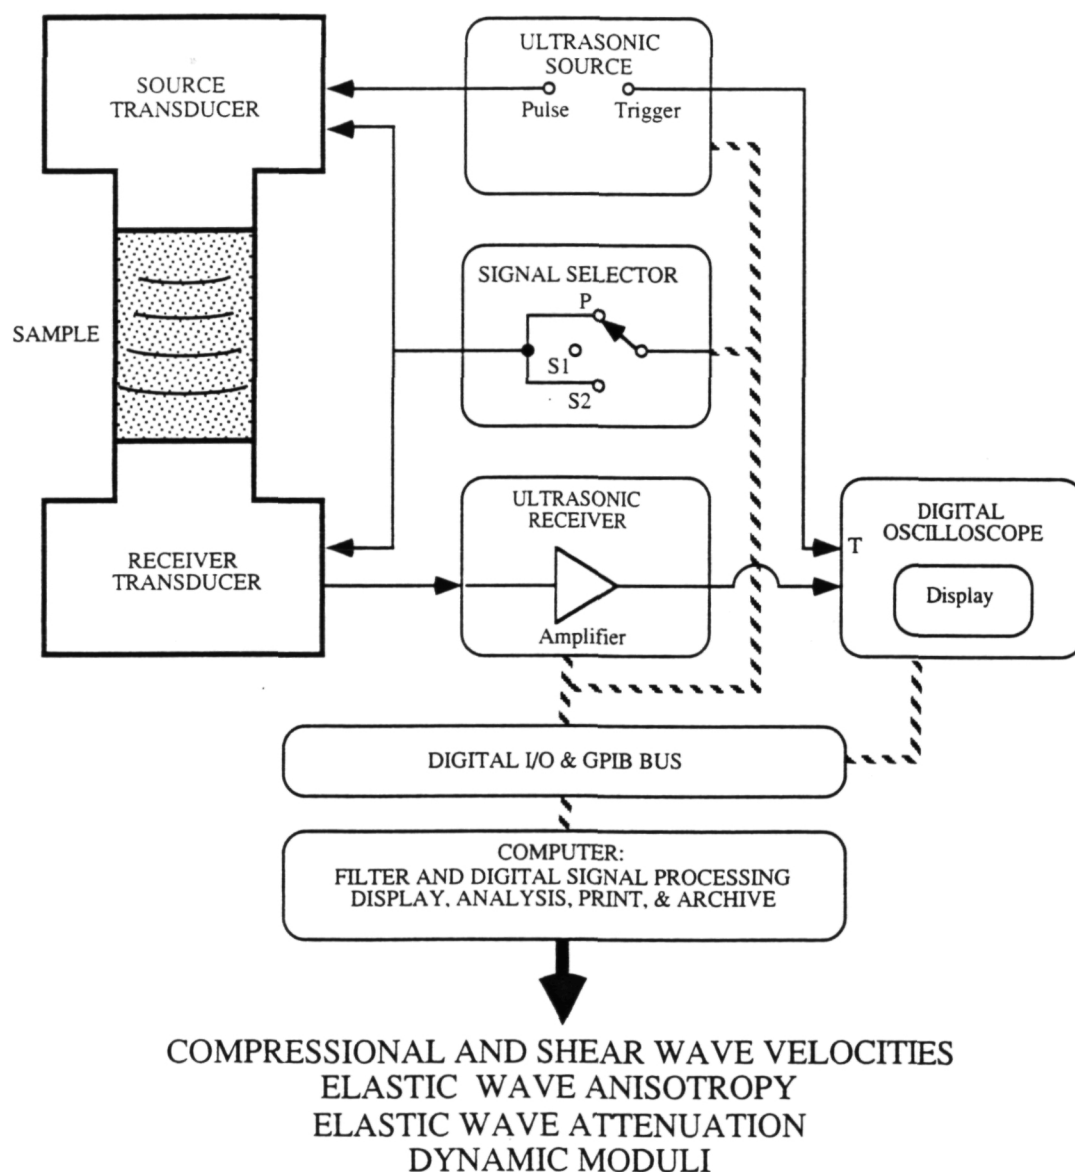 SOURCE
TRANSDUCER
ULTRASONIC
SOURCE
Pulse
Trigger
SIGNAL SELECTOR
P
S1
S2
SAMPLE
ULTRASONIC
RECEIVER
Amplifier
RECEIVER
TRANSDUCER
DIGITAL
OSCILLOSCOPE
T
Display
DIGITAL I/O & GPIB BUS
COMPUTER:
FILTER AND DIGITAL SIGNAL PROCESSING
DISPLAY, ANALYSIS, PRINT, & ARCHIVE
COMPRESSIONAL AND SHEAR WAVE VELOCITIES
ELASTIC WAVE ANISOTROPY
ELASTIC WAVE ATTENUATION
DYNAMIC MODULI